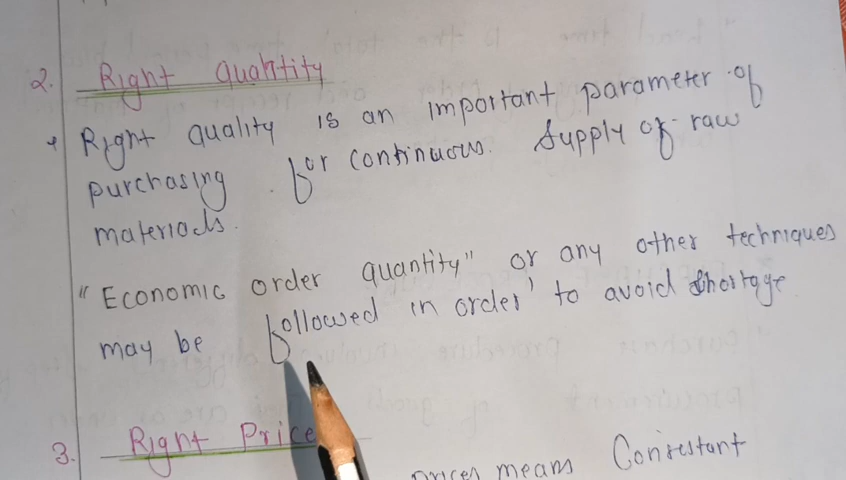 2. Right Quantity
Right quality is an important parameter of
purchasing for continuous. Supply of raw
materials.
"Economic order quantity" or any other techniques
may be followed in order' to avoid shortage
3. Right Price
prices means